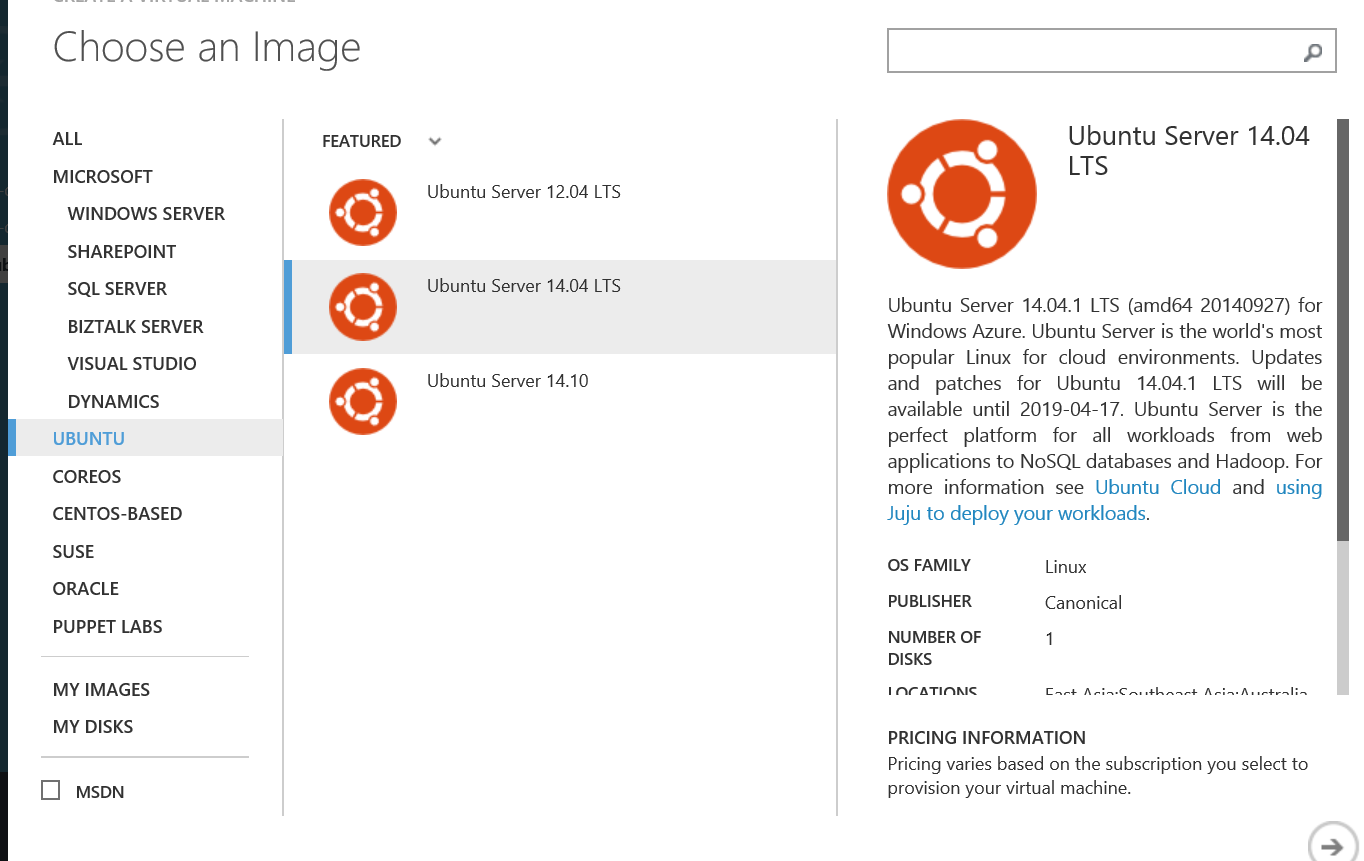 CREATE A VIRTUAL MACHINE
Choose an Image
ALL
MICROSOFT
WINDOWS SERVER
SHAREPOINT
SQL SERVER
BIZTALK SERVER
VISUAL STUDIO
DYNAMICS
UBUNTU
COREOS
CENTOS-BASED
SUSE
ORACLE
PUPPET LABS
MY IMAGES
MY DISKS
MSDN
FEATURED
Ubuntu Server 12.04 LTS
Ubuntu Server 14.04 LTS
Ubuntu Server 14.10
Ubuntu Server 14.04
LTS
Ubuntu Server 14.04.1 LTS (amd64 20140927) for
Windows Azure. Ubuntu Server is the world's most
popular Linux for cloud environments. Updates
and patches for Ubuntu 14.04.1 LTS will be
available until 2019-04-17. Ubuntu Server is the
perfect platform for all workloads from web
applications to NoSQL databases and Hadoop. For
more information see Ubuntu Cloud and using
Juju to deploy your workloads.
OS FAMILY Linux
PUBLISHER Canonical
NUMBER OF 1
DISKS
LOCATIONS East Asia;Southeast Asia;Australia
PRICING INFORMATION
Pricing varies based on the subscription you select to
provision your virtual machine.